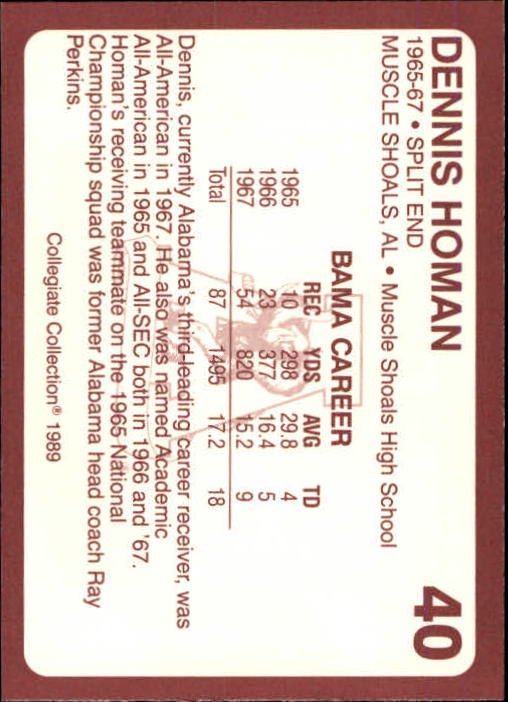 DENNIS HOMAN 40
1965-67 • SPLIT END
MUSCLE SHOALS, AL • Muscle Shoals High School
BAMA CAREER
REC YDS AVG TD
1965 10 298 29.8 4
1966 23 377 16.4 5
1967 54 820 15.2 9
Total 87 1495 17.2 18
Dennis, currently Alabama's third-leading career receiver, was
All-American in 1967. He also was named Academic
All-American in 1965 and All-SEC both in 1966 and '67.
Homan's receiving teammate on the 1965 National
Championship squad was former Alabama head coach Ray
Perkins.
Collegiate Collection® 1989